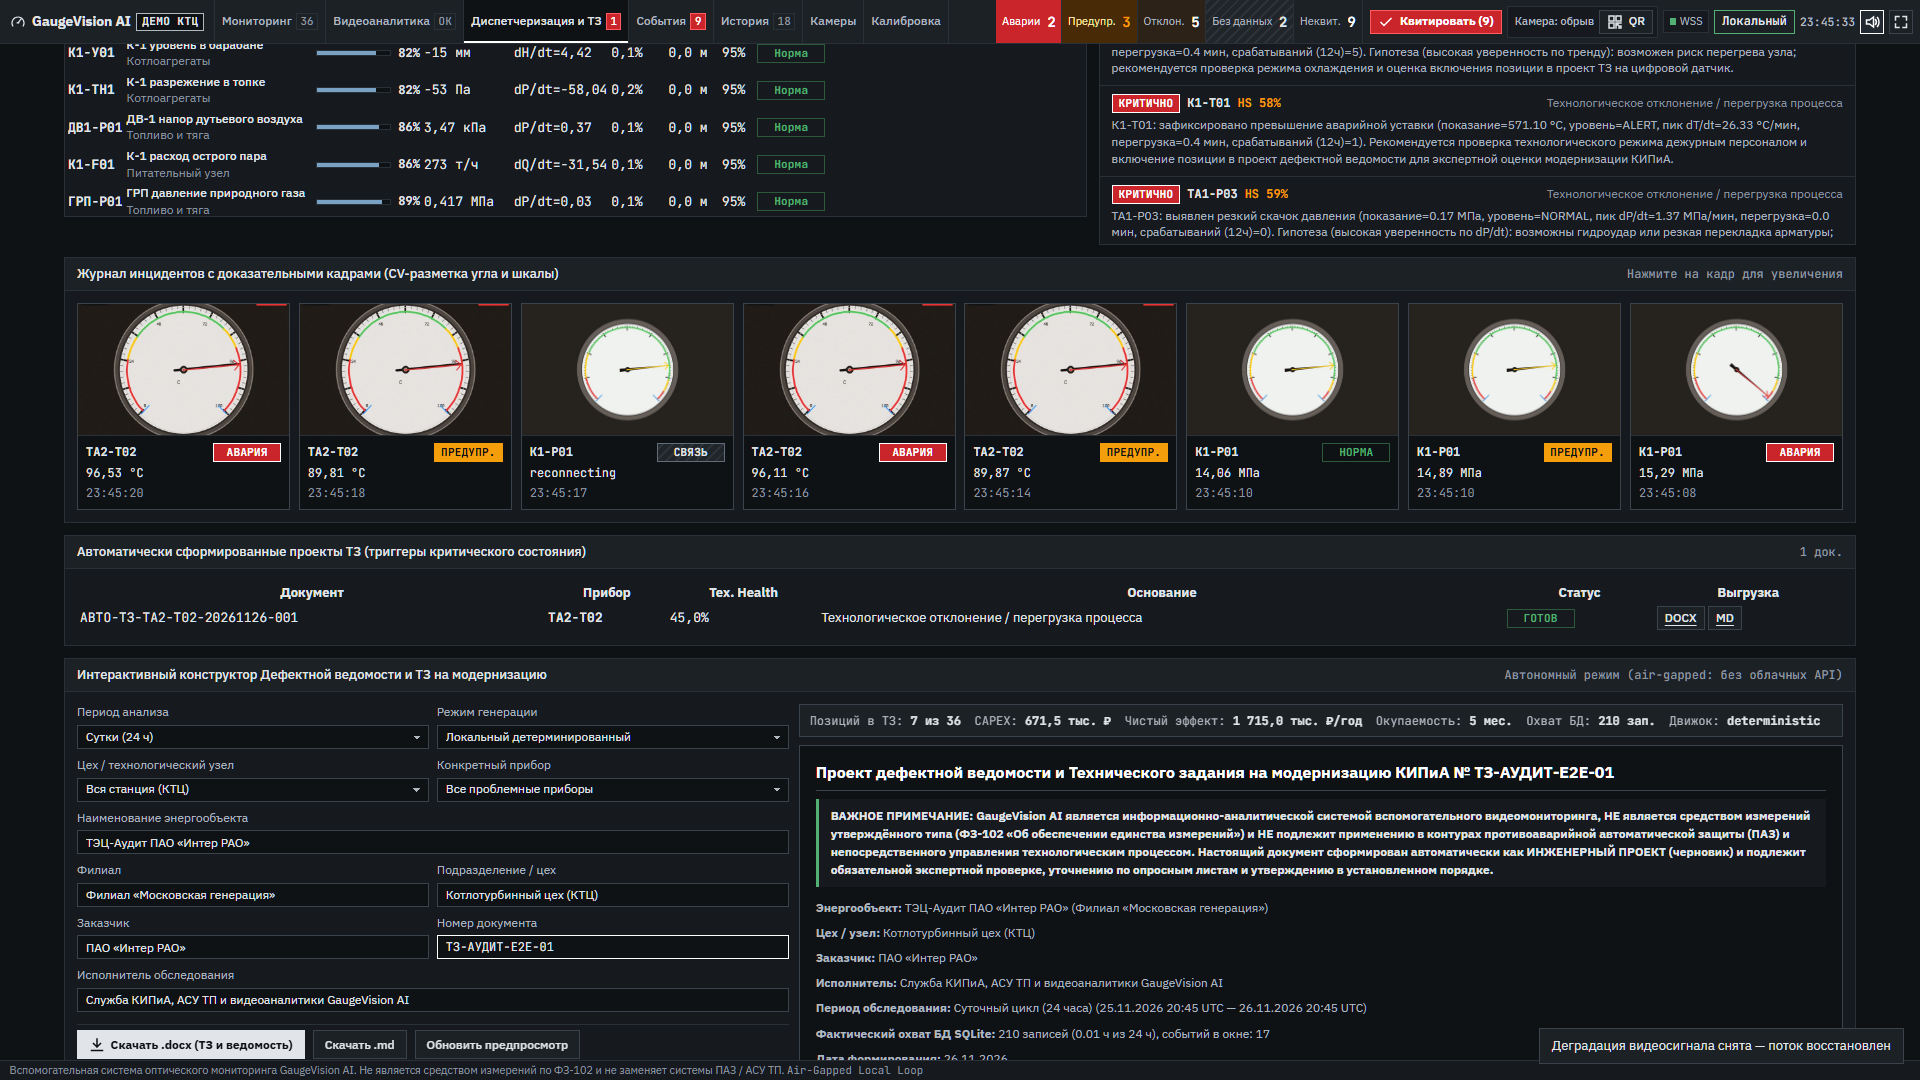 GaugeVision AI ДЕМО КТЦ Мониторинг 36 Видеоаналитика OK Диспетчеризация и ТЗ 1 События 9 История 18 Камеры Калибровка Аварии 2 Предупр. 3 Отклон. 5 Без данных 2 Неквит. 9 Квитировать (9) Камера: обрыв QR WSS Локальный 23:45:33
К1-У01 К-1 уровень в барабане 82% -15 мм dH/dt=4,42 0,1% 0,0 м 95% Норма
Котлоагрегаты
К1-ТН1 К-1 разрежение в топке 82% -53 Па dP/dt=-58,04 0,2% 0,0 м 95% Норма
Котлоагрегаты
ДВ1-Р01 ДВ-1 напор дутьевого воздуха 86% 3,47 кПа dP/dt=0,37 0,1% 0,0 м 95% Норма
Топливо и тяга
К1-F01 К-1 расход острого пара 86% 273 т/ч dQ/dt=-31,54 0,1% 0,0 м 95% Норма
Питательный узел
ГРП-Р01 ГРП давление природного газа 89% 0,417 МПа dP/dt=0,03 0,1% 0,0 м 95% Норма
Топливо и тяга
перегрузка=0.4 мин, срабатываний (12ч)=5). Гипотеза (высокая уверенность по тренду): возможен риск перегрева узла;
рекомендуется проверка режима охлаждения и оценка включения позиции в проект ТЗ на цифровой датчик.
КРИТИЧНО К1-Т01 HS 58% Технологическое отклонение / перегрузка процесса
К1-Т01: зафиксировано превышение аварийной уставки (показание=571.10 °C, уровень=ALERT, пик dT/dt=26.33 °C/мин,
перегрузка=0.4 мин, срабатываний (12ч)=1). Рекомендуется проверка технологического режима дежурным персоналом и
включение позиции в проект дефектной ведомости для экспертной оценки модернизации КИПиА.
КРИТИЧНО ТА1-Р03 HS 59% Технологическое отклонение / перегрузка процесса
ТА1-Р03: выявлен резкий скачок давления (показание=0.17 МПа, уровень=NORMAL, пик dP/dt=1.37 МПа/мин, перегрузка=0.0
мин, срабатываний (12ч)=0). Гипотеза (высокая уверенность по dP/dt): возможны гидроудар или резкая перекладка арматуры;
Журнал инцидентов с доказательными кадрами (CV-разметка угла и шкалы) Нажмите на кадр для увеличения
ТА2-Т02 АВАРИЯ
96,53 °C
23:45:20
ТА2-Т02 ПРЕДУПР.
89,81 °C
23:45:18
К1-Р01 СВЯЗЬ
reconnecting
23:45:17
ТА2-Т02 АВАРИЯ
96,11 °C
23:45:16
ТА2-Т02 ПРЕДУПР.
89,87 °C
23:45:14
К1-Р01 НОРМА
14,06 МПа
23:45:10
К1-Р01 ПРЕДУПР.
14,89 МПа
23:45:10
К1-Р01 АВАРИЯ
15,29 МПа
23:45:08
Автоматически сформированные проекты ТЗ (триггеры критического состояния) 1 док.
Документ Прибор Тех. Health Основание Статус Выгрузка
АВТО-ТЗ-ТА2-Т02-20261126-001 ТА2-Т02 45,0% Технологическое отклонение / перегрузка процесса ГОТОВ DOCX MD
Интерактивный конструктор Дефектной ведомости и ТЗ на модернизацию Автономный режим (air-gapped: без облачных API)
Период анализа Режим генерации
Сутки (24 ч) Локальный детерминированный
Цех / технологический узел Конкретный прибор
Вся станция (КТЦ) Все проблемные приборы
Наименование энергообъекта
ТЭЦ-Аудит ПАО «Интер РАО»
Филиал Подразделение / цех
Филиал «Московская генерация» Котлотурбинный цех (КТЦ)
Заказчик Номер документа
ПАО «Интер РАО» ТЗ-АУДИТ-Е2Е-01
Исполнитель обследования
Служба КИПиА, АСУ ТП и видеоаналитики GaugeVision AI
Скачать .docx (ТЗ и ведомость) Скачать .md Обновить предпросмотр
Позиций в ТЗ: 7 из 36 CAPEX: 671,5 тыс. ₽ Чистый эффект: 1 715,0 тыс. ₽/год Окупаемость: 5 мес. Охват БД: 210 зап. Движок: deterministic
Проект дефектной ведомости и Технического задания на модернизацию КИПиА № ТЗ-АУДИТ-Е2Е-01
ВАЖНОЕ ПРИМЕЧАНИЕ: GaugeVision AI является информационно-аналитической системой вспомогательного видеомониторинга, НЕ является средством измерений
утверждённого типа (ФЗ-102 «Об обеспечении единства измерений») и НЕ подлежит применению в контурах противоаварийной автоматической защиты (ПАЗ) и
непосредственного управления технологическим процессом. Настоящий документ сформирован автоматически как ИНЖЕНЕРНЫЙ ПРОЕКТ (черновик) и подлежит
обязательной экспертной проверке, уточнению по опросным листам и утверждению в установленном порядке.
Энергообъект: ТЭЦ-Аудит ПАО «Интер РАО» (Филиал «Московская генерация»)
Цех / узел: Котлотурбинный цех (КТЦ)
Заказчик: ПАО «Интер РАО»
Исполнитель: Служба КИПиА, АСУ ТП и видеоаналитики GaugeVision AI
Период обследования: Суточный цикл (24 часа) (25.11.2026 20:45 UTC — 26.11.2026 20:45 UTC)
Фактический охват БД SQLite: 210 записей (0.01 ч из 24 ч), событий в окне: 17
Дата формирования: 26.11.2026
Деградация видеосигнала снята — поток восстановлен
Вспомогательная система оптического мониторинга GaugeVision AI. Не является средством измерений по ФЗ-102 и не заменяет системы ПАЗ / АСУ ТП. Air-Gapped Local Loop